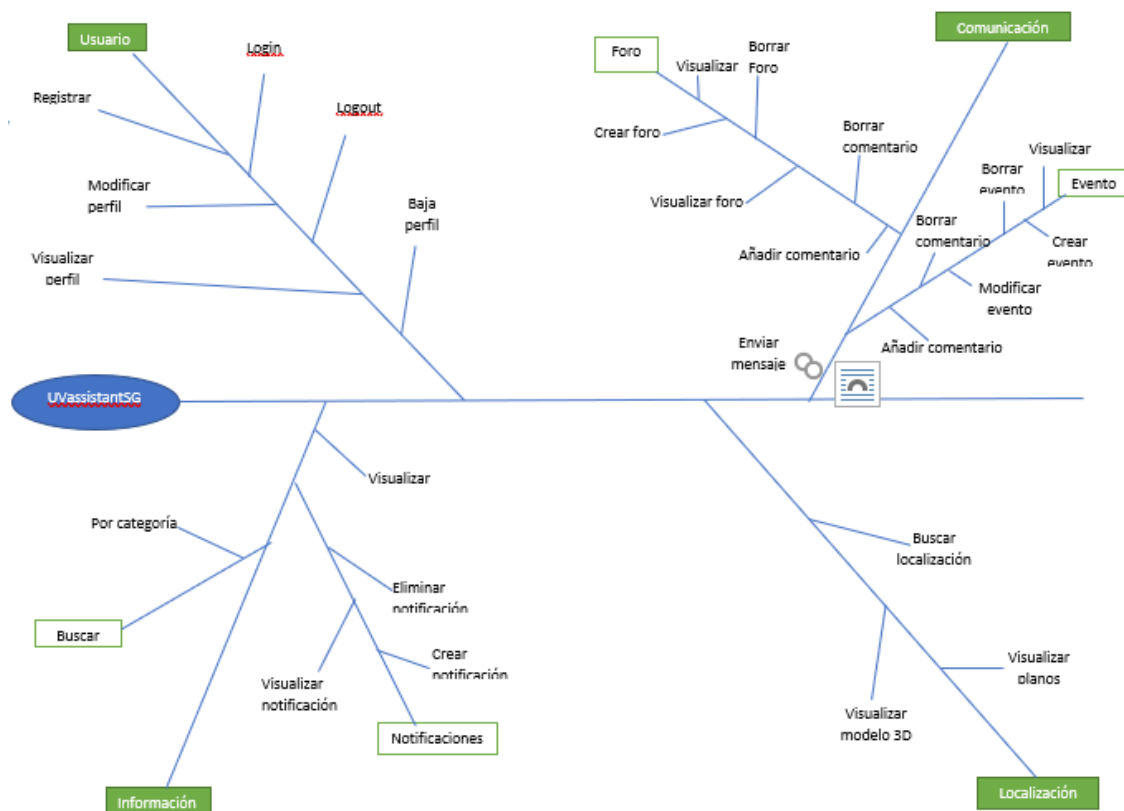 Usuario
Login
Registrar
Logout
Modificar
perfil
Baja
perfil
Visualizar
perfil
Comunicación
Foro
Visualizar
Borrar
Foro
Crear foro
Borrar
comentario
Visualizar foro
Añadir comentario
Visualizar
Borrar
evento
Evento
Borrar
comentario
Crear
evento
Modificar
evento
Añadir comentario
Enviar
mensaje
UVassistantSG
Visualizar
Por categoría
Eliminar
notificación
Buscar
Crear
notificación
Visualizar
notificación
Notificaciones
Información
Buscar
localización
Visualizar
planos
Visualizar
modelo 3D
Localización